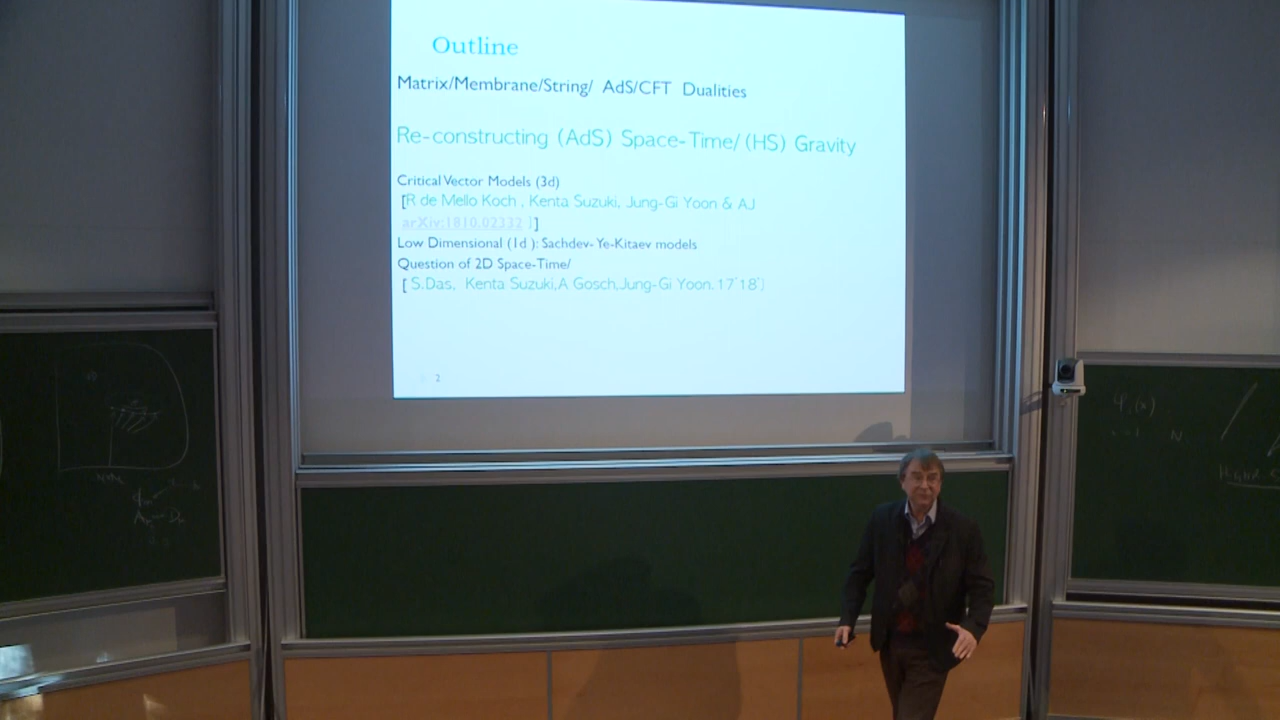 Outline
Matrix/Membrane/String/ AdS/CFT Dualities
Re-constructing (AdS) Space-Time/ (HS) Gravity
Critical Vector Models (3d)
[R de Mello Koch , Kenta Suzuki, Jung-Gi Yoon & AJ
arXiv:1810.02332 ]]
Low Dimensional (1d ): Sachdev-Ye-Kitaev models
Question of 2D Space-Time/
[ S.Das, Kenta Suzuki,A Gosch,Jung-Gi Yoon.17'18']
2
N